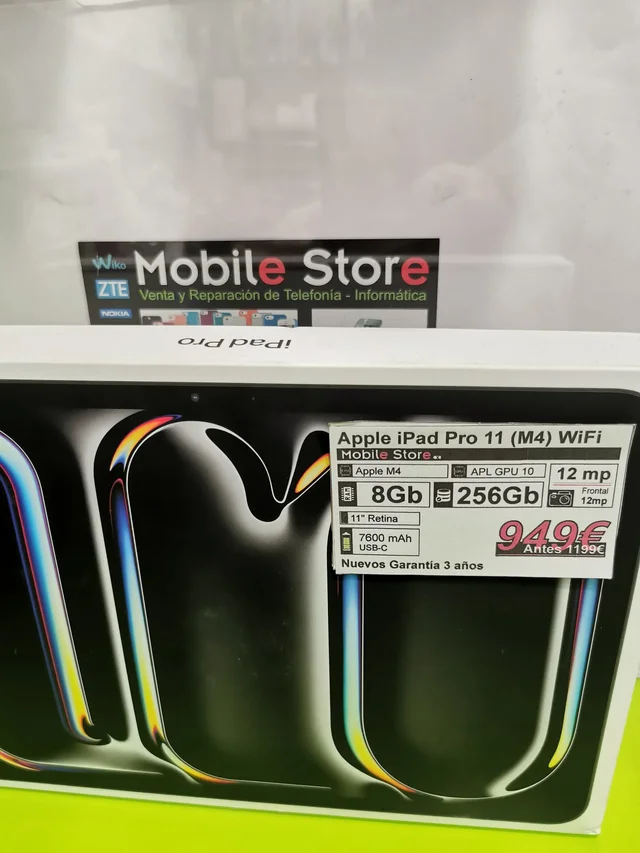 Wiko
Mobile Store
ZTE
Venta y Reparación de Telefonía - Informática
NOKIA
iPad Pro
Apple iPad Pro 11 (M4) WiFi
Mobile Store
Apple M4
APL GPU 10
12 mp
8Gb
256Gb
Frontal
12mp
11" Retina
7600 mAh
USB-C
949€
Antes 1199€
Nuevos Garantía 3 años